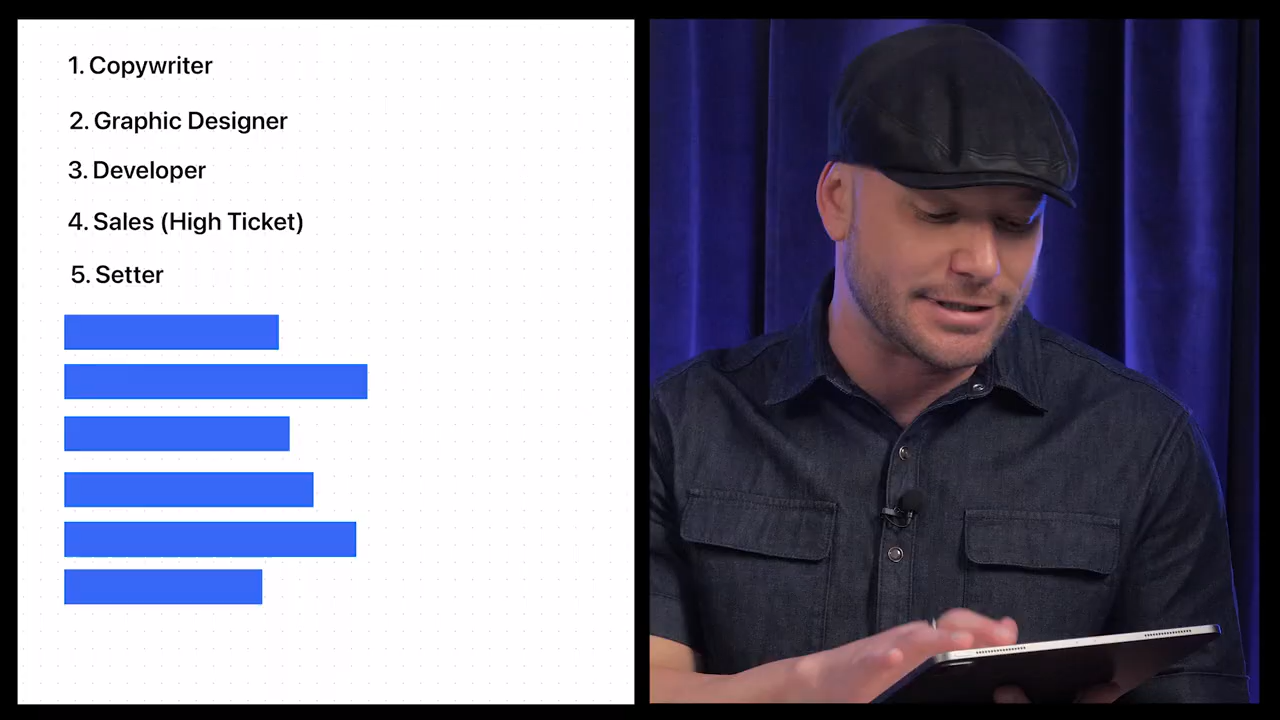 1. Copywriter
2. Graphic Designer
3. Developer
4. Sales (High Ticket)
5. Setter